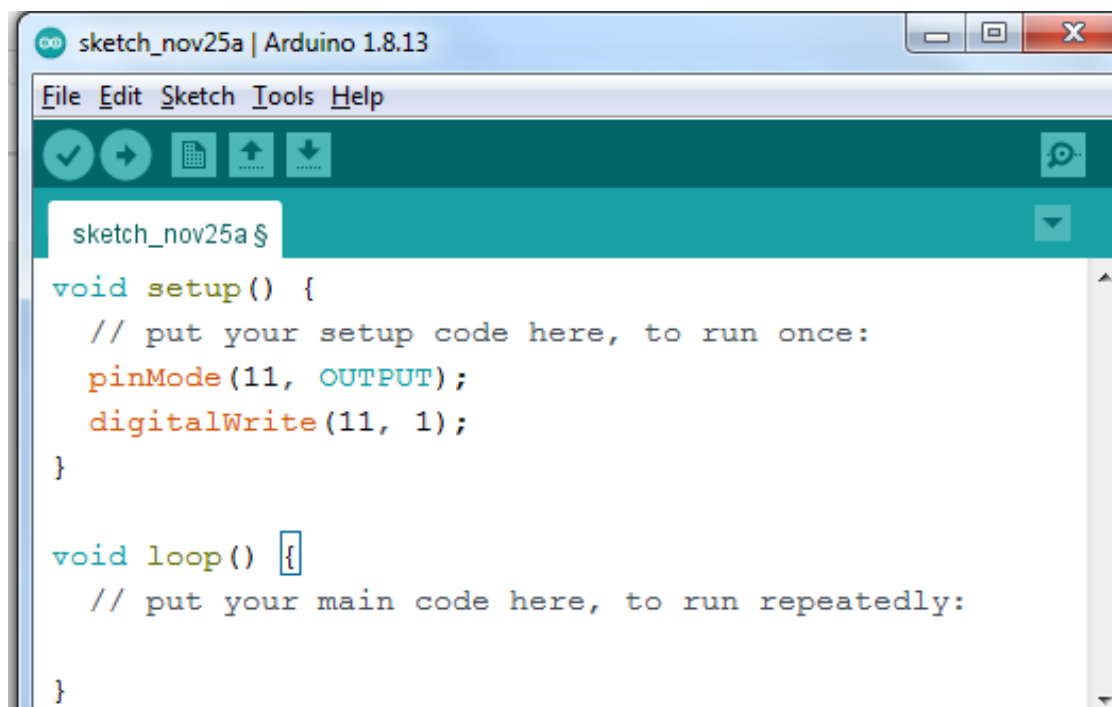 sketch_nov25a | Arduino 1.8.13
File Edit Sketch Tools Help
sketch_nov25a §
void setup() {
  // put your setup code here, to run once:
  pinMode(11, OUTPUT);
  digitalWrite(11, 1);
}
void loop() {
  // put your main code here, to run repeatedly:
}